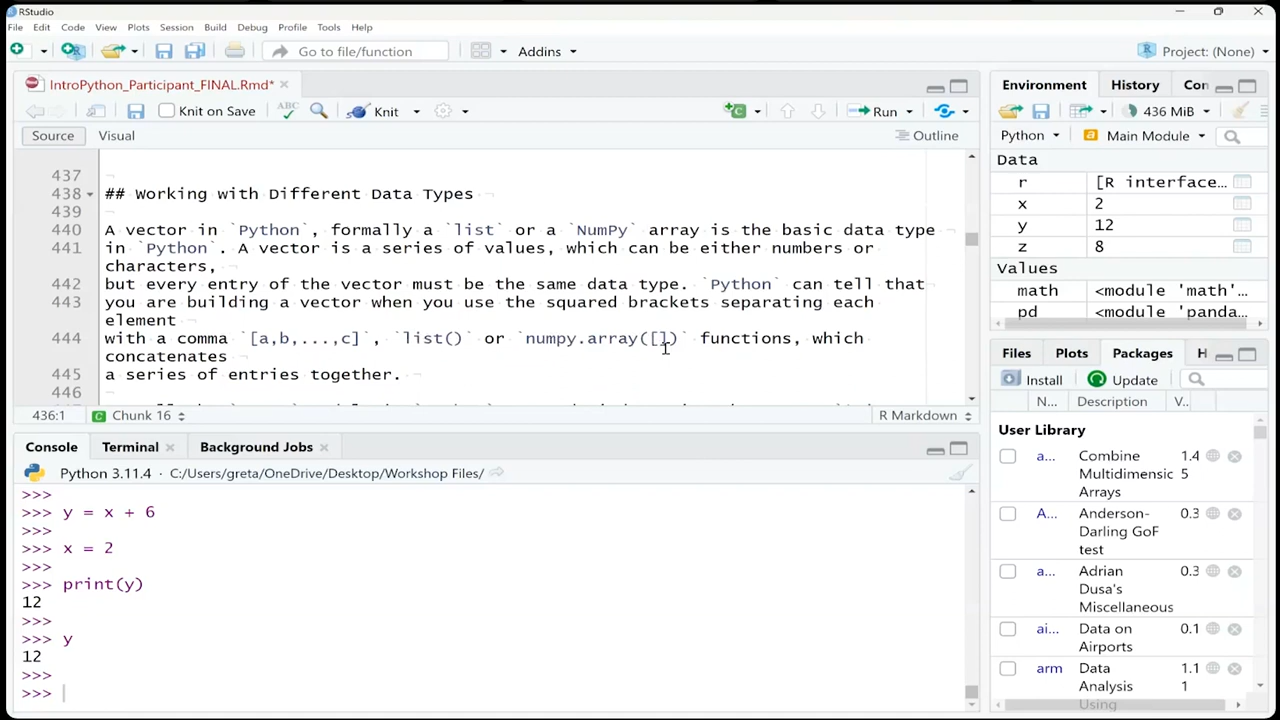 RStudio
File Edit Code View Plots Session Build Debug Profile Tools Help
Go to file/function Addins Project: (None)
IntroPython_Participant_FINAL.Rmd*
Knit on Save ABC Knit Run
Source Visual Outline
437
438 ## Working with Different Data Types
439
440 A vector in `Python`, formally a `list` or a `NumPy` array is the basic data type
441 in `Python`. A vector is a series of values, which can be either numbers or
characters,
442 but every entry of the vector must be the same data type. `Python` can tell that
443 you are building a vector when you use the squared brackets separating each
element
444 with a comma `[a,b,...,c]`, `list()` or `numpy.array([])` functions, which
concatenates
445 a series of entries together.
446
436:1 Chunk 16 R Markdown
Console Terminal Background Jobs
Python 3.11.4 · C:/Users/greta/OneDrive/Desktop/Workshop Files/
>>>
>>> y = x + 6
>>>
>>> x = 2
>>>
>>> print(y)
12
>>>
>>> y
12
>>>
>>>
Environment History Con
436 MiB
Python Main Module
Data
r [R interface...
x 2
y 12
z 8
Values
math <module 'math'...
pd <module 'panda...
Files Plots Packages H
Install Update
N... Description V..
User Library
a... Combine Multidimensic Arrays 1.4 5
A... Anderson-Darling GoF test 0.3
a... Adrian Dusa's Miscellaneous 0.3
ai... Data on Airports 0.1
arm Data Analysis Using 1.1 1